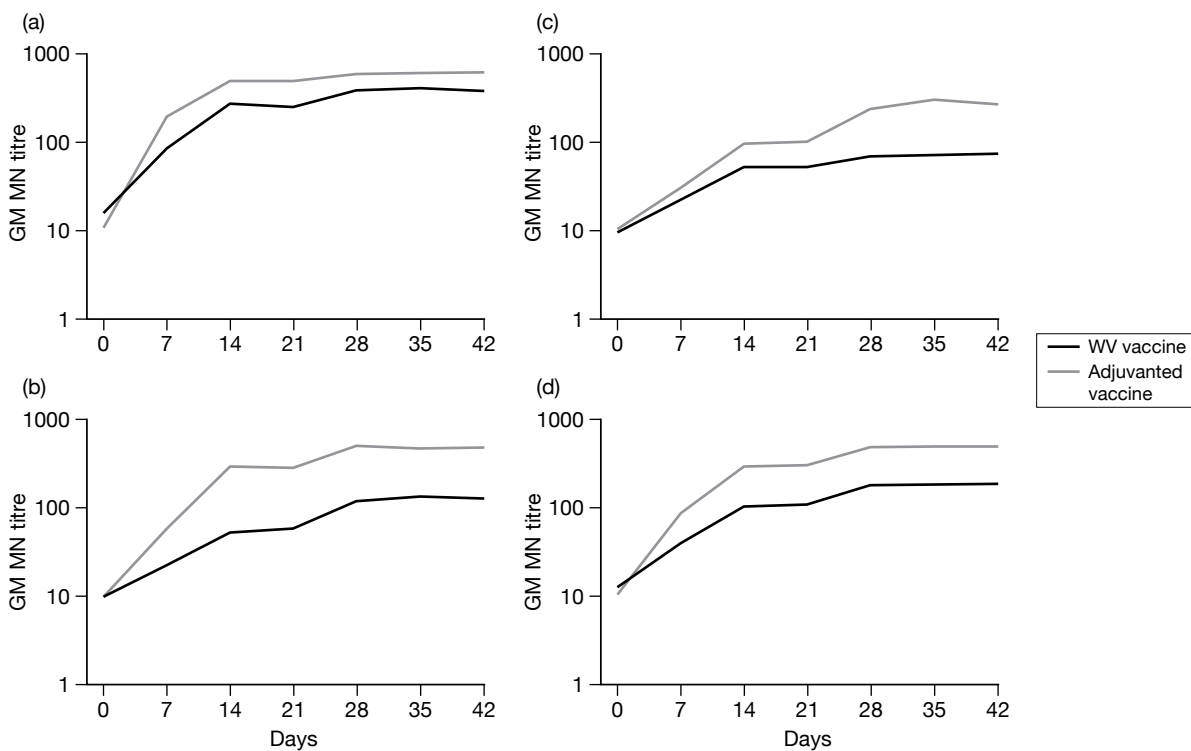 (a)
1000
100
10
1
GM MN titre
0 7 14 21 28 35 42
(c)
1000
100
10
1
GM MN titre
0 7 14 21 28 35 42
WV vaccine
Adjuvanted
vaccine
(b)
1000
100
10
1
GM MN titre
0 7 14 21 28 35 42
Days
(d)
1000
100
10
1
GM MN titre
0 7 14 21 28 35 42
Days